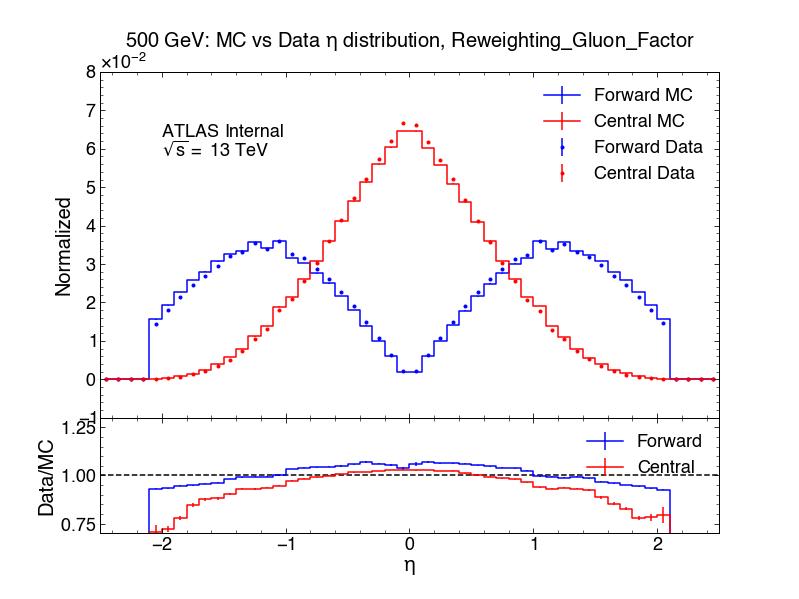 500 GeV: MC vs Data η distribution, Reweighting_Gluon_Factor
×10⁻²
8
7
6
5
4
3
2
1
0
−1
Normalized
ATLAS Internal
√s = 13 TeV
Forward MC
Central MC
Forward Data
Central Data
1.25
1.00
0.75
Data/MC
Forward
Central
−2 −1 0 1 2
η